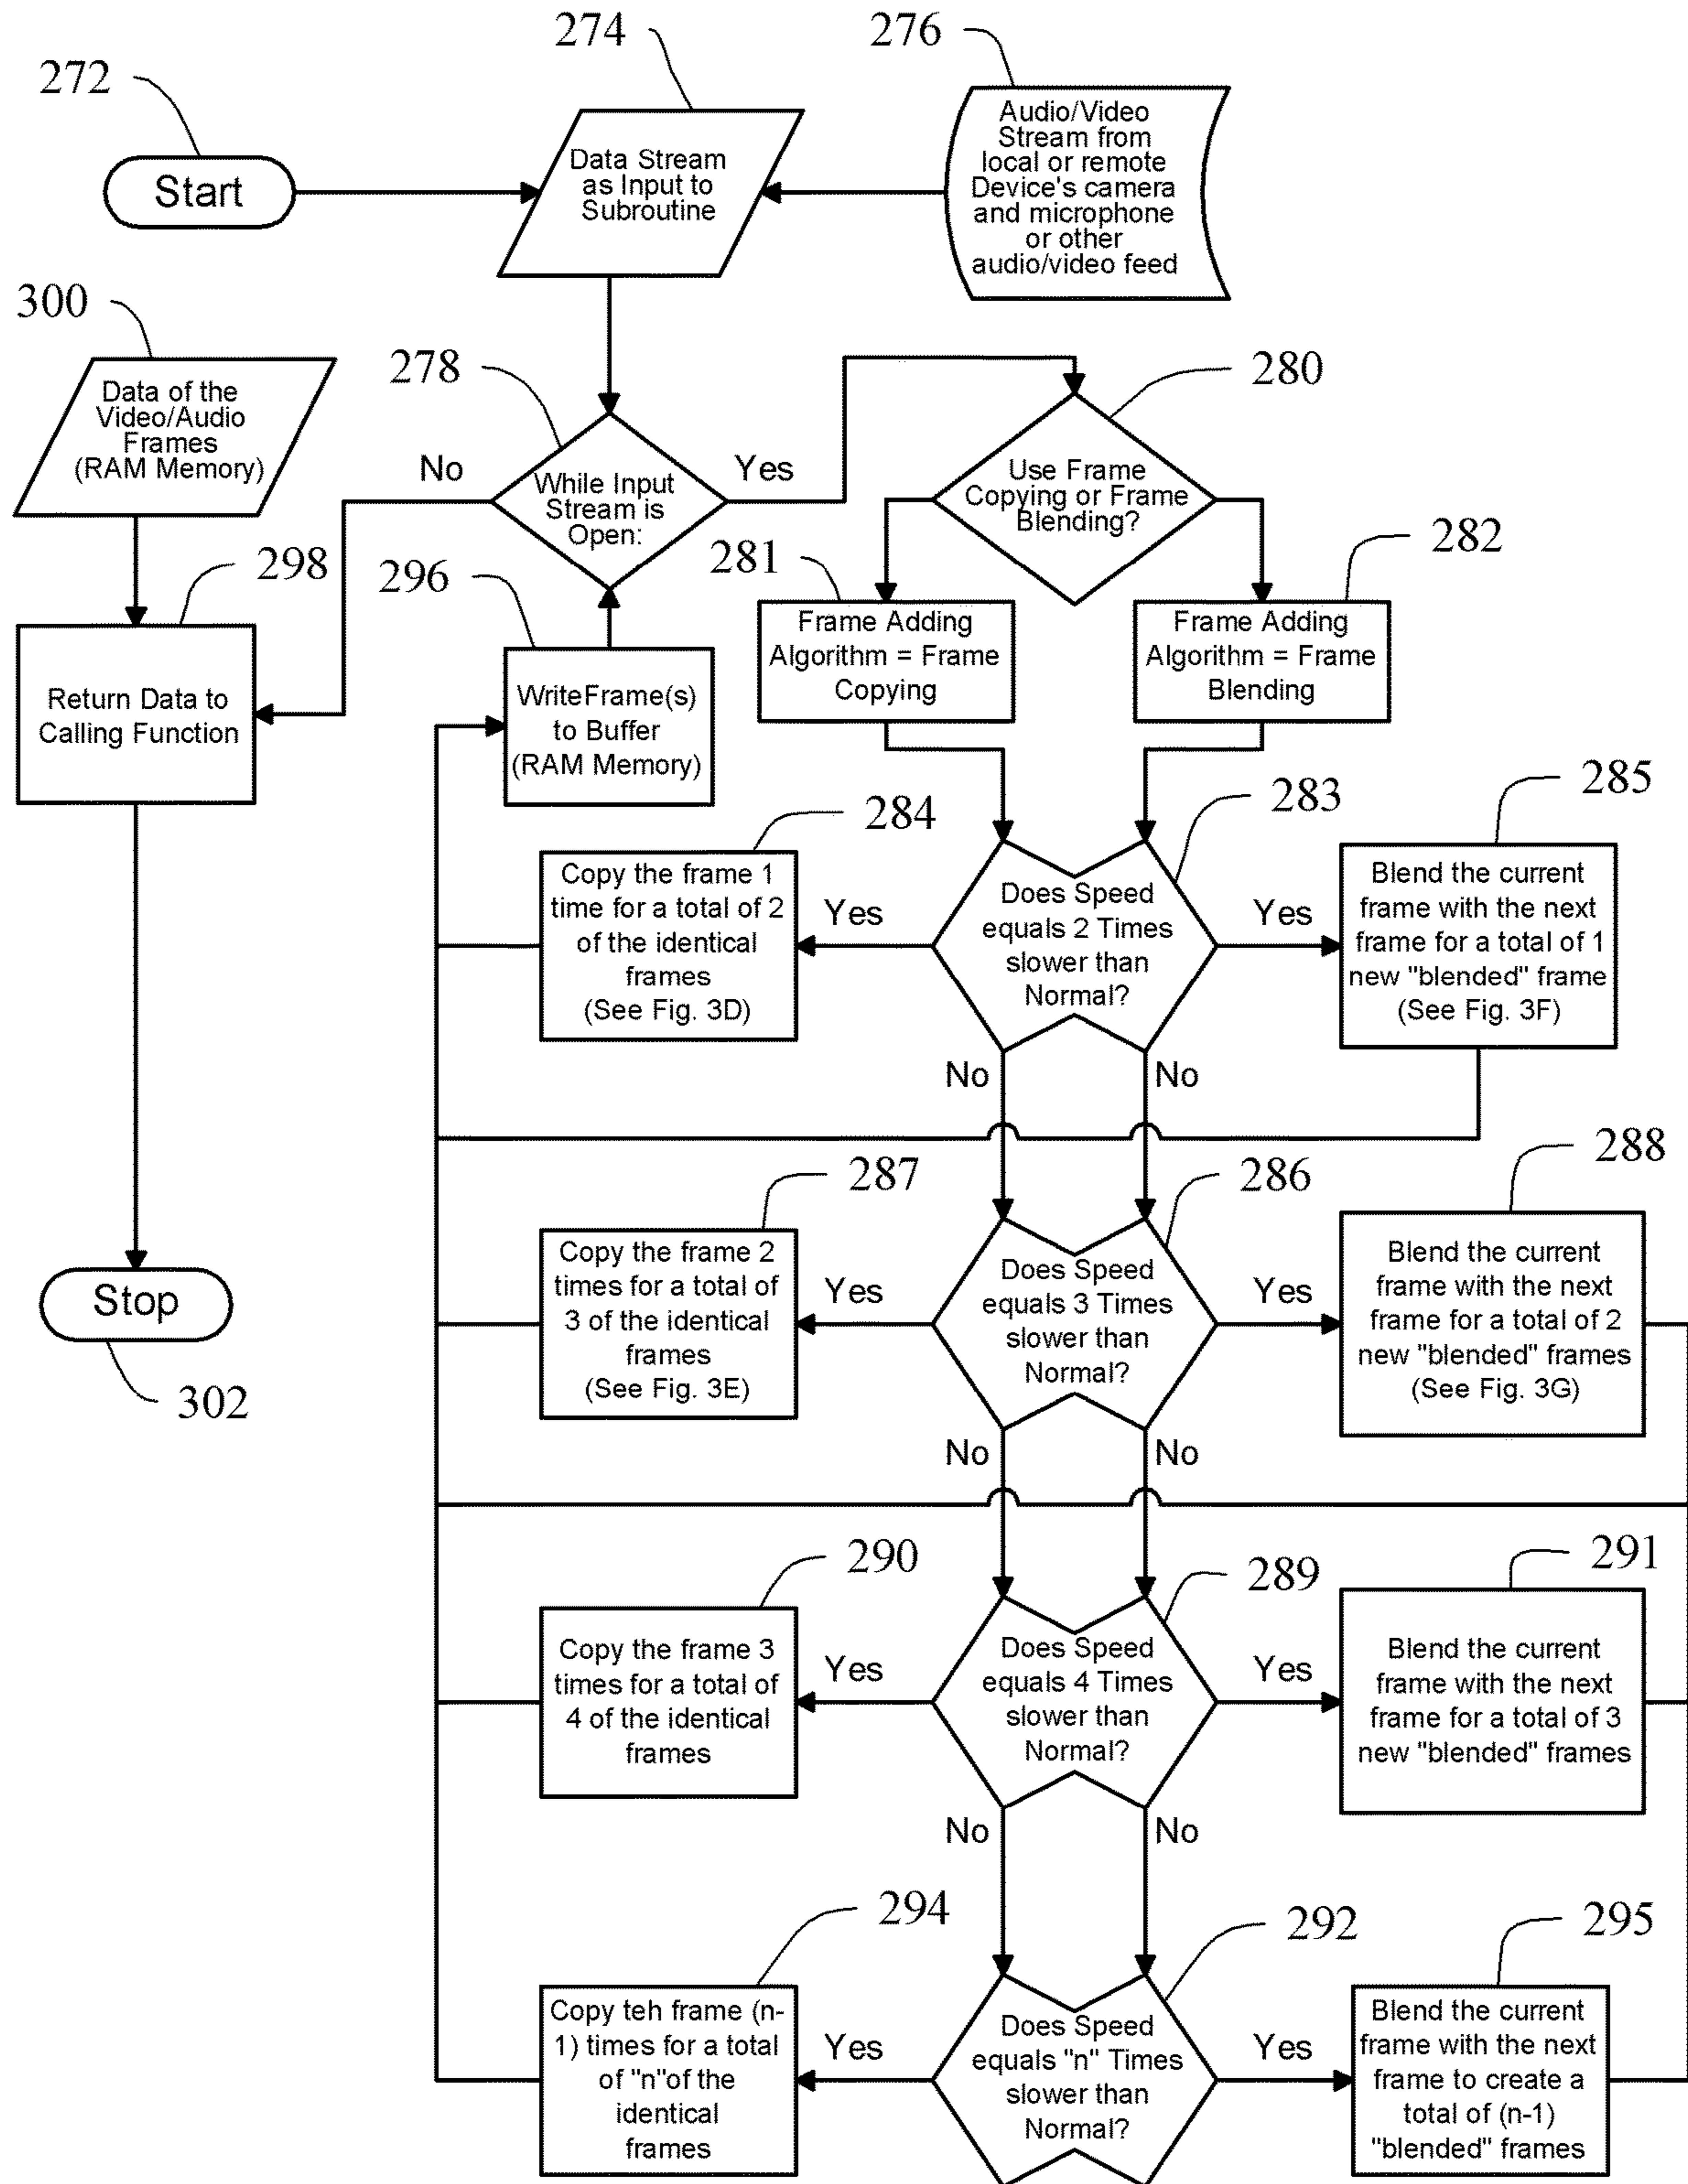 274
276
272
Start
Data Stream
as Input to
Subroutine
Audio/Video
Stream from
local or remote
Device's camera
and microphone
or other
audio/video feed
300
Data of the
Video/Audio
Frames
(RAM Memory)
278
No
Yes
While Input
Stream is
Open:
280
Use Frame
Copying or Frame
Blending?
298
Return Data to
Calling Function
296
WriteFrame(s)
to Buffer
(RAM Memory)
281
Frame Adding
Algorithm = Frame
Copying
282
Frame Adding
Algorithm = Frame
Blending
284
Copy the frame 1
time for a total of 2
of the identical
frames
(See Fig. 3D)
Yes
283
Does Speed
equals 2 Times
slower than
Normal?
Yes
285
Blend the current
frame with the next
frame for a total of 1
new "blended" frame
(See Fig. 3F)
No
No
287
Copy the frame 2
times for a total of
3 of the identical
frames
(See Fig. 3E)
Yes
286
Does Speed
equals 3 Times
slower than
Normal?
Yes
288
Blend the current
frame with the next
frame for a total of 2
new "blended" frames
(See Fig. 3G)
Stop
302
No
No
290
Copy the frame 3
times for a total of
4 of the identical
frames
Yes
289
Does Speed
equals 4 Times
slower than
Normal?
Yes
291
Blend the current
frame with the next
frame for a total of 3
new "blended" frames
No
No
294
Copy teh frame (n-
1) times for a total
of "n"of the
identical
frames
Yes
292
Does Speed
equals "n" Times
slower than
Normal?
Yes
295
Blend the current
frame with the next
frame to create a
total of (n-1)
"blended" frames